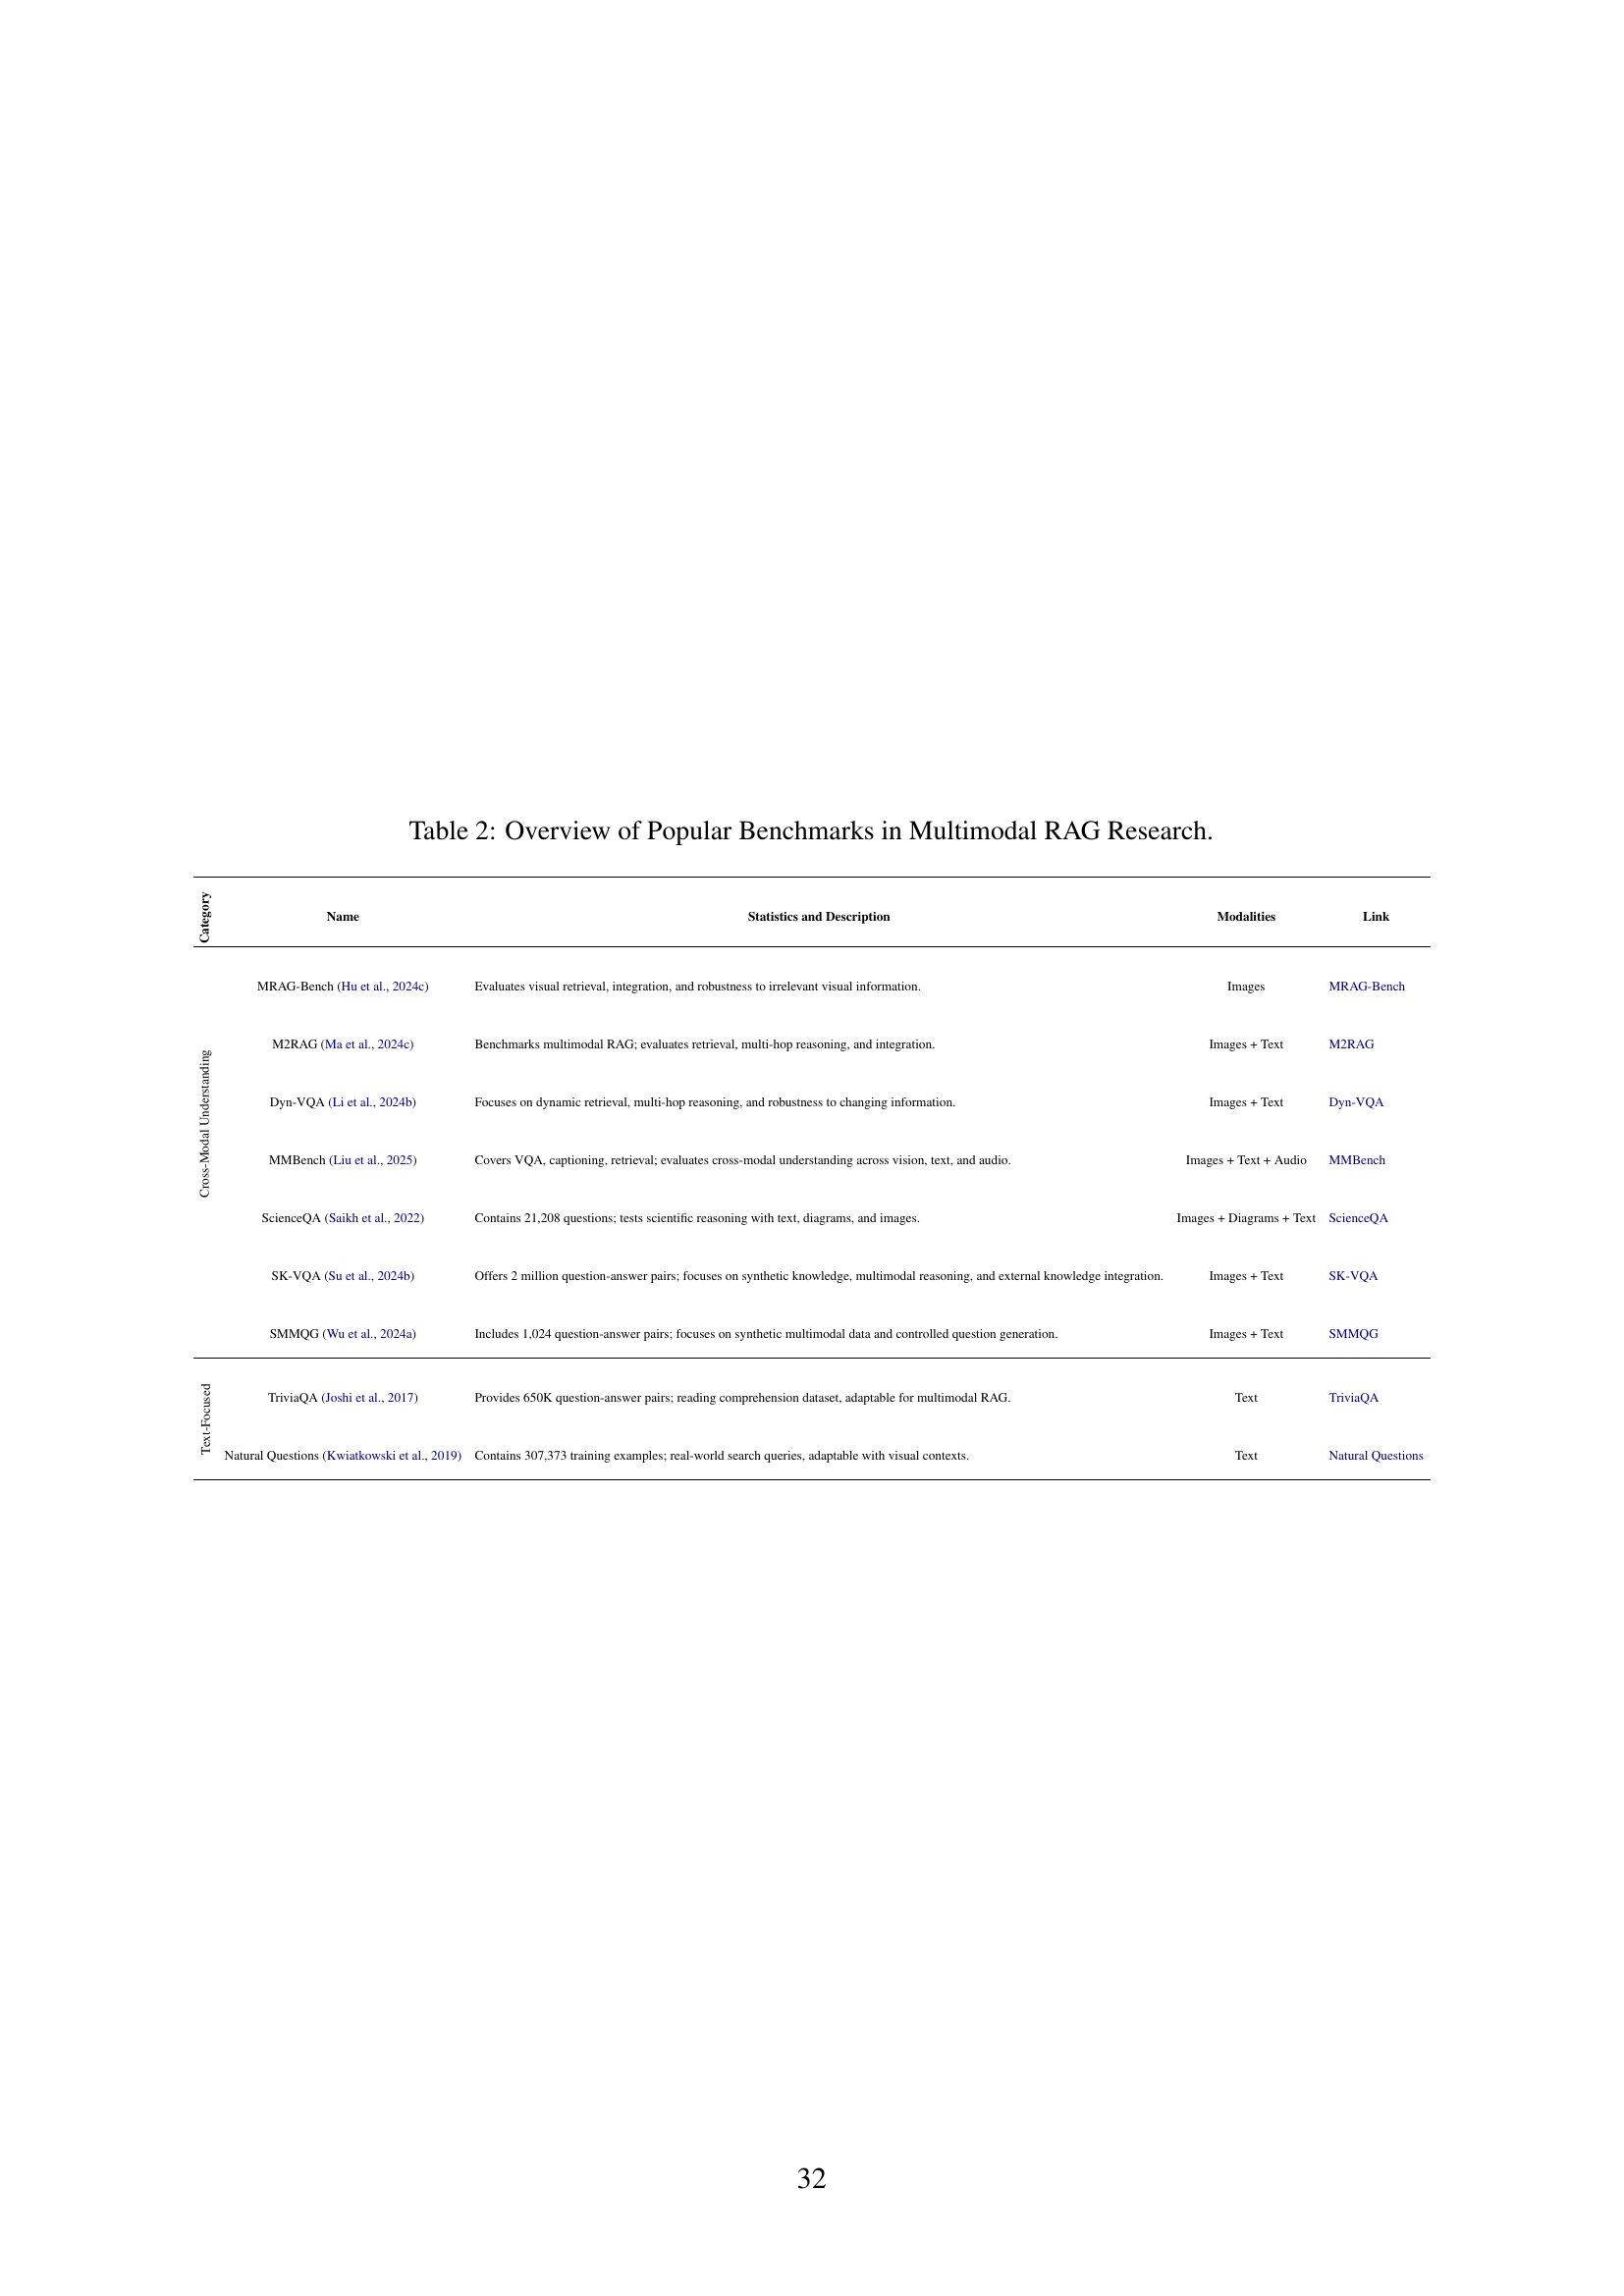 Table 2: Overview of Popular Benchmarks in Multimodal RAG Research.
Category Name Statistics and Description Modalities Link
Cross-Modal Understanding
MRAG-Bench (Hu et al., 2024c) Evaluates visual retrieval, integration, and robustness to irrelevant visual information. Images MRAG-Bench
M2RAG (Ma et al., 2024c) Benchmarks multimodal RAG; evaluates retrieval, multi-hop reasoning, and integration. Images + Text M2RAG
Dyn-VQA (Li et al., 2024b) Focuses on dynamic retrieval, multi-hop reasoning, and robustness to changing information. Images + Text Dyn-VQA
MMBench (Liu et al., 2025) Covers VQA, captioning, retrieval; evaluates cross-modal understanding across vision, text, and audio. Images + Text + Audio MMBench
ScienceQA (Saikh et al., 2022) Contains 21,208 questions; tests scientific reasoning with text, diagrams, and images. Images + Diagrams + Text ScienceQA
SK-VQA (Su et al., 2024b) Offers 2 million question-answer pairs; focuses on synthetic knowledge, multimodal reasoning, and external knowledge integration. Images + Text SK-VQA
SMMQG (Wu et al., 2024a) Includes 1,024 question-answer pairs; focuses on synthetic multimodal data and controlled question generation. Images + Text SMMQG
Text-Focused
TriviaQA (Joshi et al., 2017) Provides 650K question-answer pairs; reading comprehension dataset, adaptable for multimodal RAG. Text TriviaQA
Natural Questions (Kwiatkowski et al., 2019) Contains 307,373 training examples; real-world search queries, adaptable with visual contexts. Text Natural Questions
32